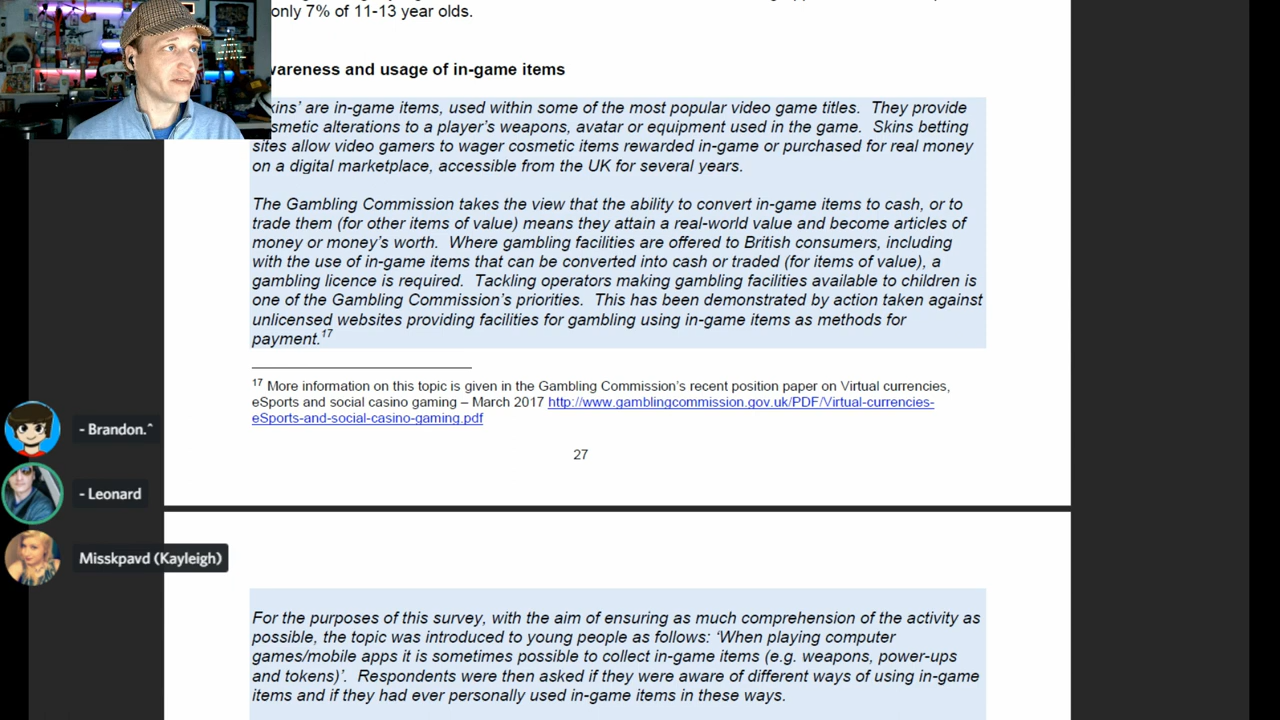 only 7% of 11-13 year olds.
wareness and usage of in-game items
kins’ are in-game items, used within some of the most popular video game titles.  They provide
osmetic alterations to a player’s weapons, avatar or equipment used in the game.  Skins betting
sites allow video gamers to wager cosmetic items rewarded in-game or purchased for real money
on a digital marketplace, accessible from the UK for several years.
The Gambling Commission takes the view that the ability to convert in-game items to cash, or to
trade them (for other items of value) means they attain a real-world value and become articles of
money or money’s worth.  Where gambling facilities are offered to British consumers, including
with the use of in-game items that can be converted into cash or traded (for items of value), a
gambling licence is required.  Tackling operators making gambling facilities available to children is
one of the Gambling Commission’s priorities.  This has been demonstrated by action taken against
unlicensed websites providing facilities for gambling using in-game items as methods for
payment.17
17 More information on this topic is given in the Gambling Commission’s recent position paper on Virtual currencies,
eSports and social casino gaming – March 2017 http://www.gamblingcommission.gov.uk/PDF/Virtual-currencies-
eSports-and-social-casino-gaming.pdf
- Brandon.^
27
- Leonard
Misskpavd (Kayleigh)
For the purposes of this survey, with the aim of ensuring as much comprehension of the activity as
possible, the topic was introduced to young people as follows: ‘When playing computer
games/mobile apps it is sometimes possible to collect in-game items (e.g. weapons, power-ups
and tokens)’.  Respondents were then asked if they were aware of different ways of using in-game
items and if they had ever personally used in-game items in these ways.